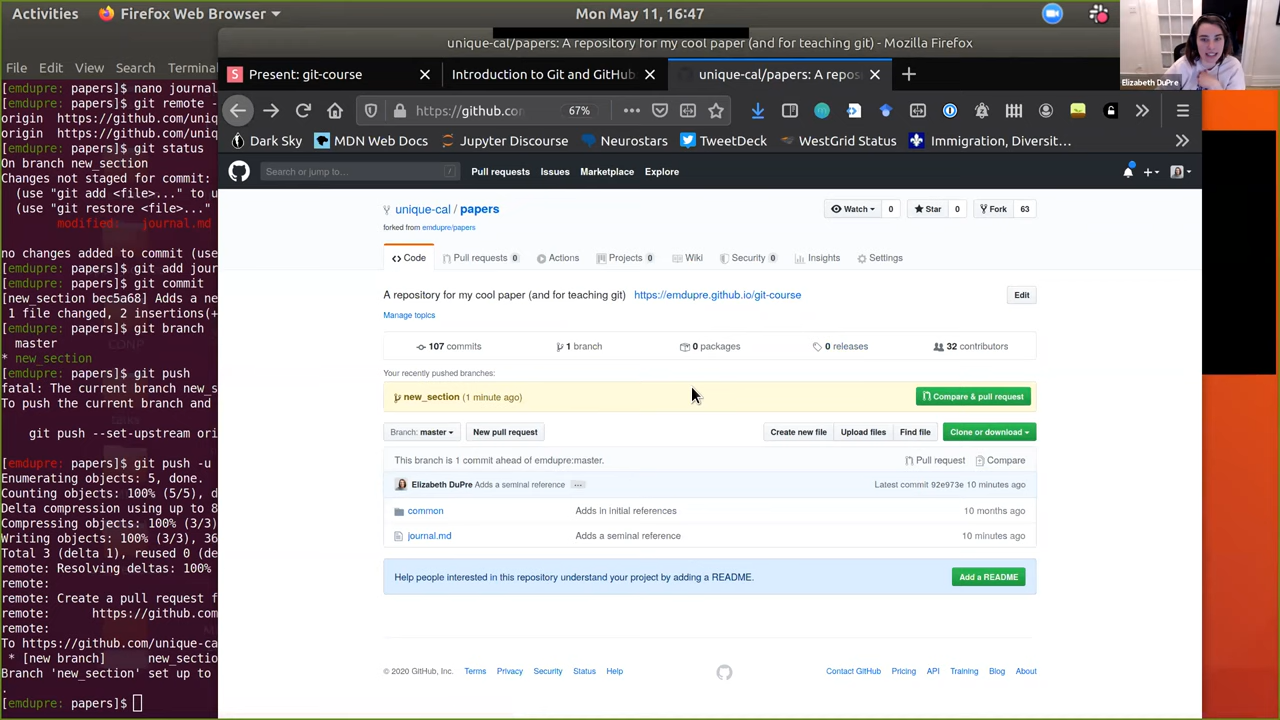 Activities
Firefox Web Browser
Mon May 11, 16:47
unique-cal/papers: A repository for my cool paper (and for teaching git) - Mozilla Firefox
Elizabeth DuPre
File Edit View Search Terminal
Present: git-course
Introduction to Git and GitHub
unique-cal/papers: A repos
https://github.co
67%
Dark Sky
MDN Web Docs
Jupyter Discourse
Neurostars
TweetDeck
WestGrid Status
Immigration, Diversit…
[emdupre: papers]$ nano journal
[emdupre: papers]$ git remote -
origin https://github.com/uniq
origin https://github.com/uniq
[emdupre: papers]$ git status
On branch new_section
Changes not staged for commit:
(use "git add <file>..." to u
(use "git restore <file>..."
modified: journal.md
no changes added to commit (use
[emdupre: papers]$ git add jour
[emdupre: papers]$ git commit
[new_section bec5a68] Adds a ne
1 file changed, 2 insertions(+
[emdupre: papers]$ git branch
master
* new_section
[emdupre: papers]$ git push
fatal: The current branch new_s
To push the current branch and
git push --set-upstream ori
[emdupre: papers]$ git push -u
Enumerating objects: 5, done.
Counting objects: 100% (5/5), d
Delta compression using up to 8
Compressing objects: 100% (3/3)
Writing objects: 100% (3/3), 36
Total 3 (delta 1), reused 0 (de
remote: Resolving deltas: 100%
remote:
remote: Create a pull request f
remote: https://github.com
remote:
To https://github.com/unique-ca
* [new branch] new_sectio
Branch 'new_section' set up to
.
[emdupre: papers]$
Search or jump to…
/
Pull requests
Issues
Marketplace
Explore
unique-cal / papers
forked from emdupre/papers
Watch 0
Star 0
Fork 63
Code
Pull requests 0
Actions
Projects 0
Wiki
Security 0
Insights
Settings
A repository for my cool paper (and for teaching git) https://emdupre.github.io/git-course
Edit
Manage topics
107 commits
1 branch
0 packages
0 releases
32 contributors
Your recently pushed branches:
new_section (1 minute ago)
Compare & pull request
Branch: master
New pull request
Create new file
Upload files
Find file
Clone or download
This branch is 1 commit ahead of emdupre:master.
Pull request
Compare
Elizabeth DuPre Adds a seminal reference
Latest commit 92e973e 10 minutes ago
common
Adds in initial references
10 months ago
journal.md
Adds a seminal reference
10 minutes ago
Help people interested in this repository understand your project by adding a README.
Add a README
© 2020 GitHub, Inc.
Terms
Privacy
Security
Status
Help
Contact GitHub
Pricing
API
Training
Blog
About